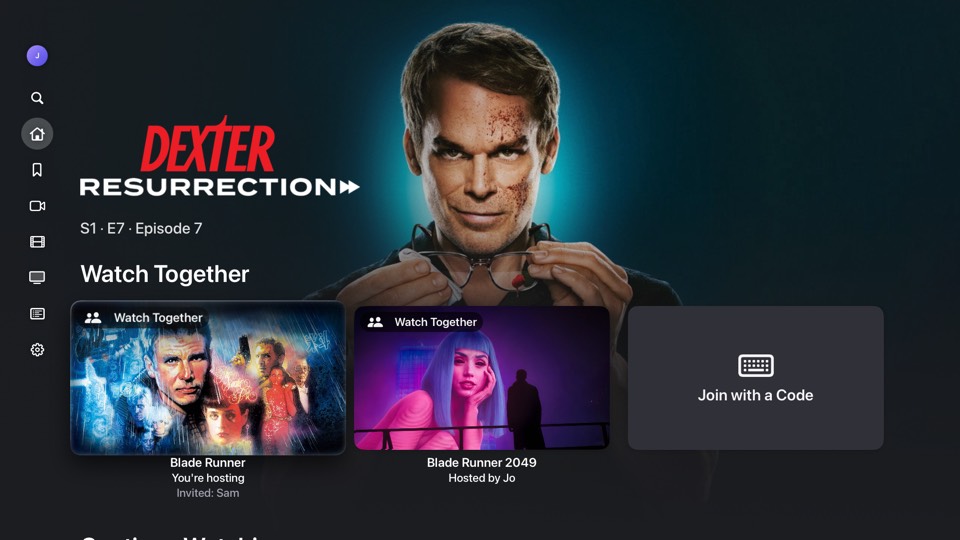 J
DEXTER
RESURRECTION
S1 · E7 · Episode 7
Watch Together
Watch Together
Watch Together
Join with a Code
Blade Runner
You're hosting
Invited: Sam
Blade Runner 2049
Hosted by Jo